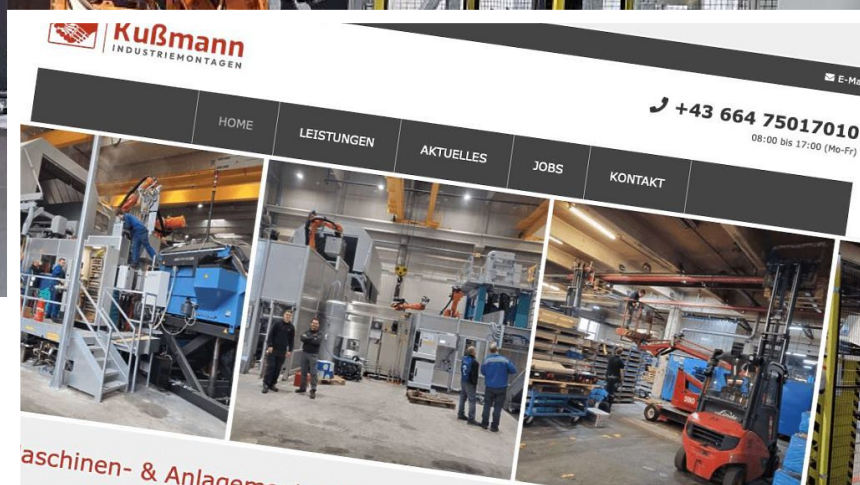 Kußmann
INDUSTRIEMONTAGEN
+43 664 75017010
08:00 bis 17:00 (Mo-Fr)
HOME
LEISTUNGEN
AKTUELLES
JOBS
KONTAKT